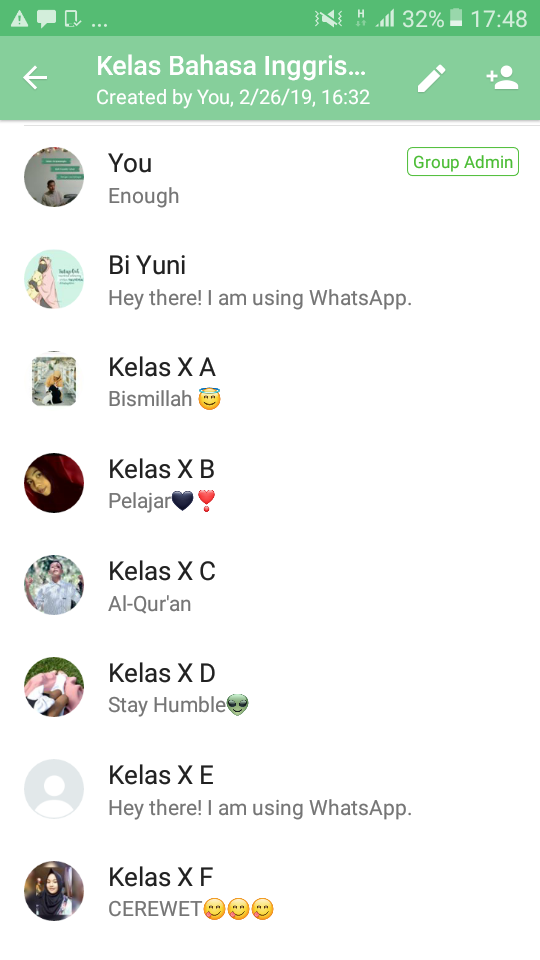 ... 32% 17:48
Kelas Bahasa Inggris...
Created by You, 2/26/19, 16:32
You
Group Admin
Enough
Bi Yuni
Hey there! I am using WhatsApp.
Kelas X A
Bismillah 😇
Kelas X B
Pelajar🖤❣
Kelas X C
Al-Qur'an
Kelas X D
Stay Humble👽
Kelas X E
Hey there! I am using WhatsApp.
Kelas X F
CEREWET😋😋😋